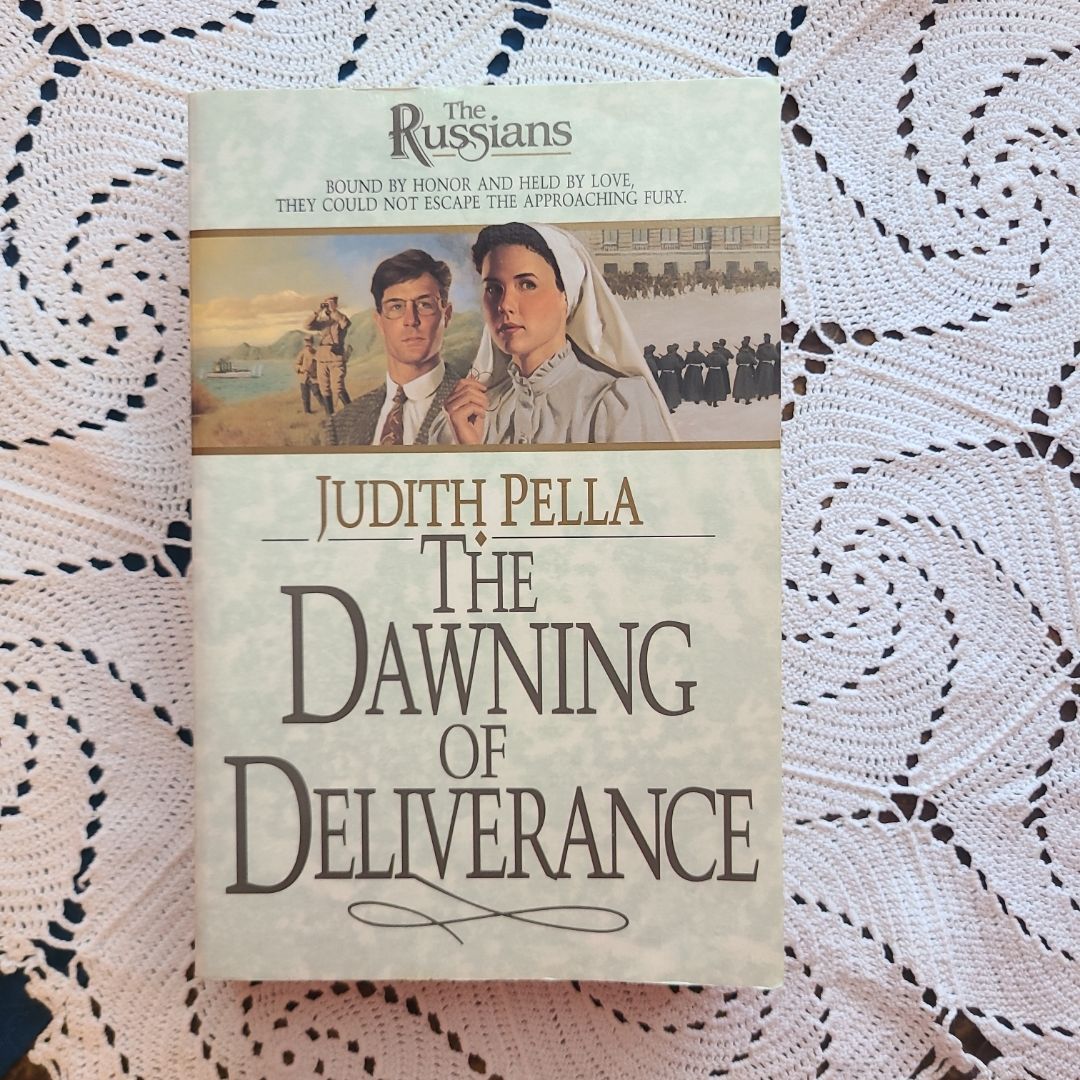 The
Russians
BOUND BY HONOR AND HELD BY LOVE,
THEY COULD NOT ESCAPE THE APPROACHING FURY.
JUDITH PELLA
THE
DAWNING
OF
DELIVERANCE